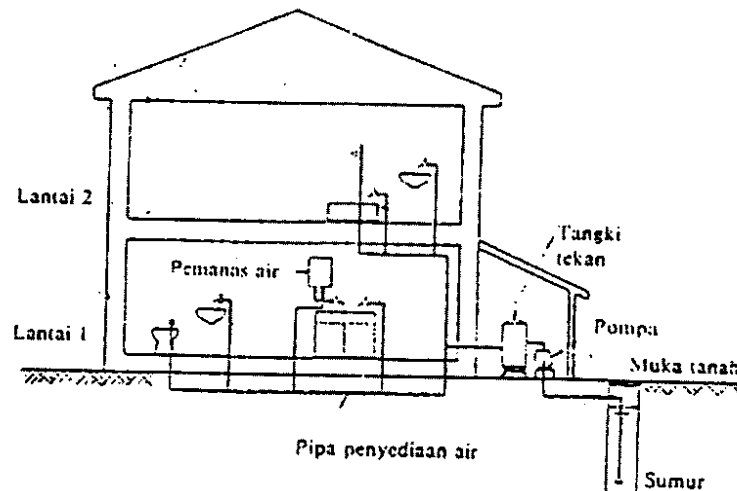 Lantai 2
Tangki
tekan
Pemanas air
Lantai 1
Pompa
Muka tanah
Pipa penyediaan air
Sumur